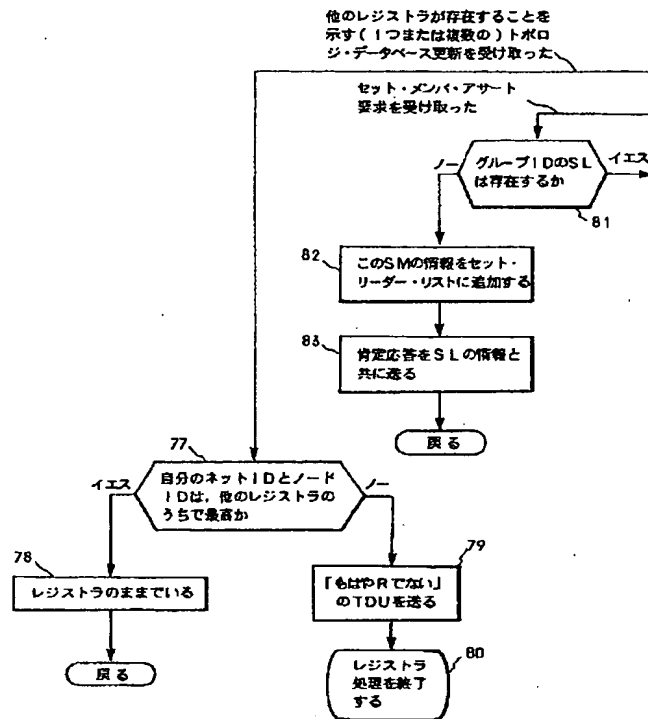 他のレジストラが存在することを
示す(1つまたは複数の)トポロ
ジ・データベース更新を受け取った
セット・メンバ・アサート
要求を受け取った
ノー
グループIDのSL
は存在するか
イエス
81
82
このSMの情報をセット・
リーダー・リストに追加する
83
肯定応答をSLの情報と
共に送る
戻る
77
イエス
自分のネットIDとノード
IDは,他のレジストラの
うちで最高か
ノー
78
レジストラのままでいる
79
「もはやRでない」
のTDUを送る
戻る
80
レジストラ
処理を終了
する